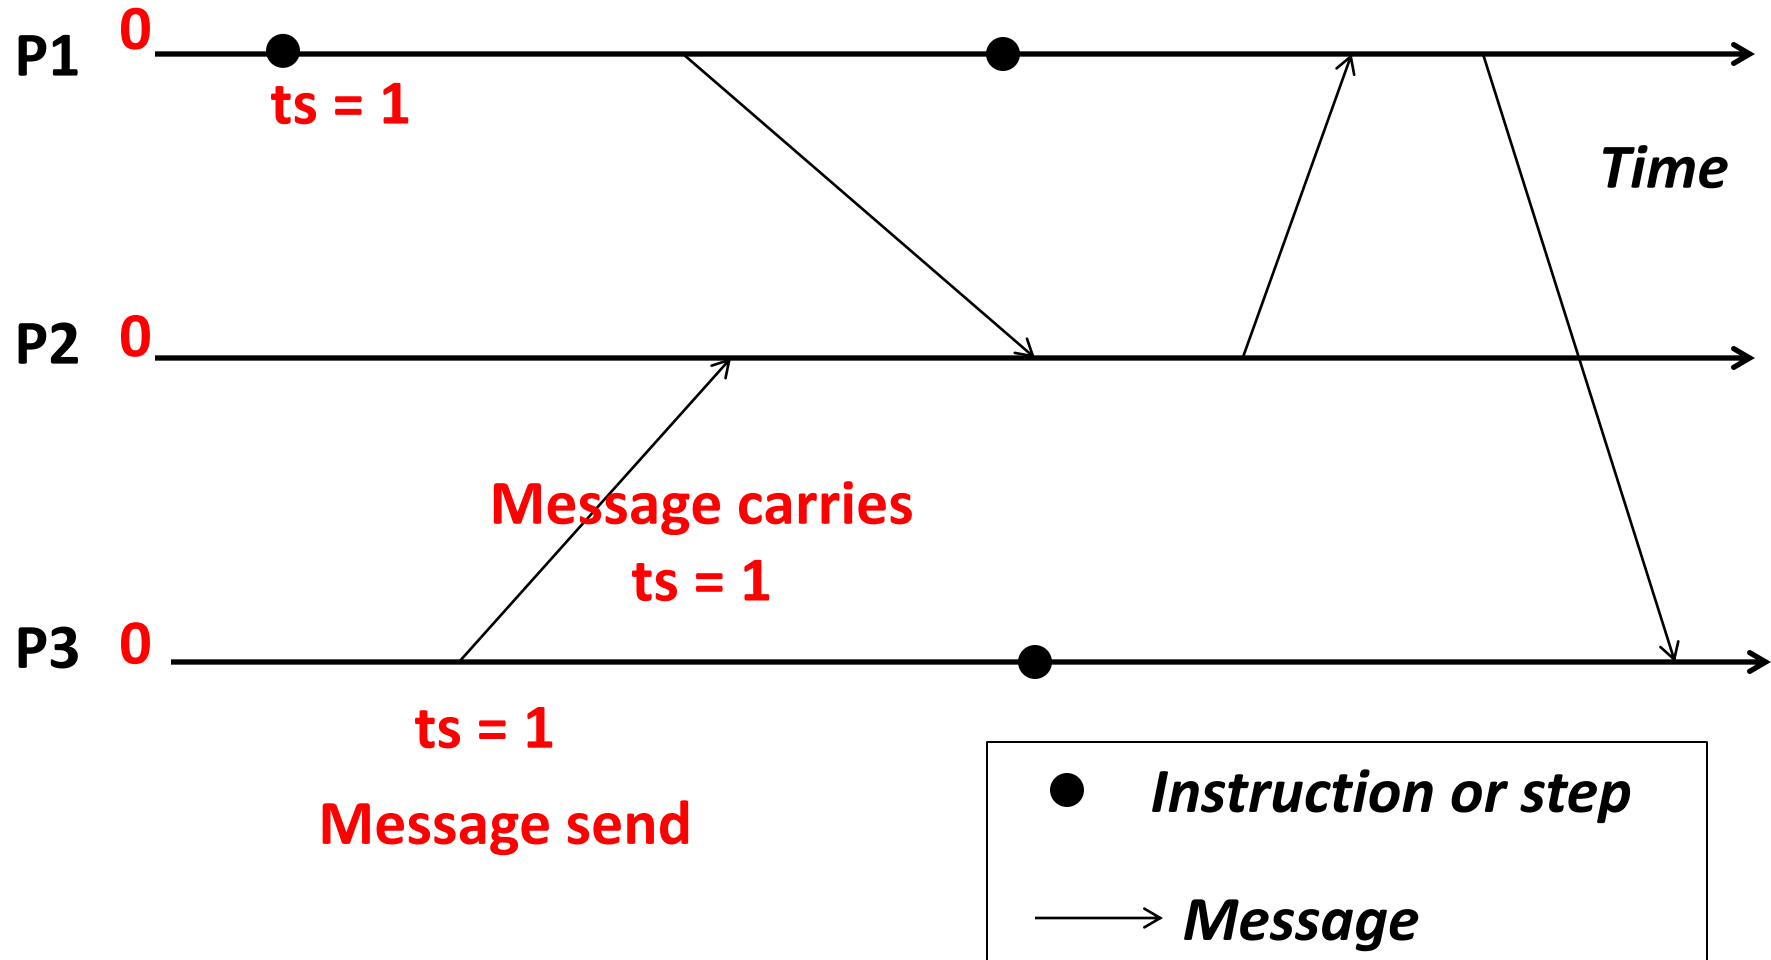 P1 0
ts = 1
Time
P2 0
Message carries
ts = 1
P3 0
ts = 1
Message send
Instruction or step
Message